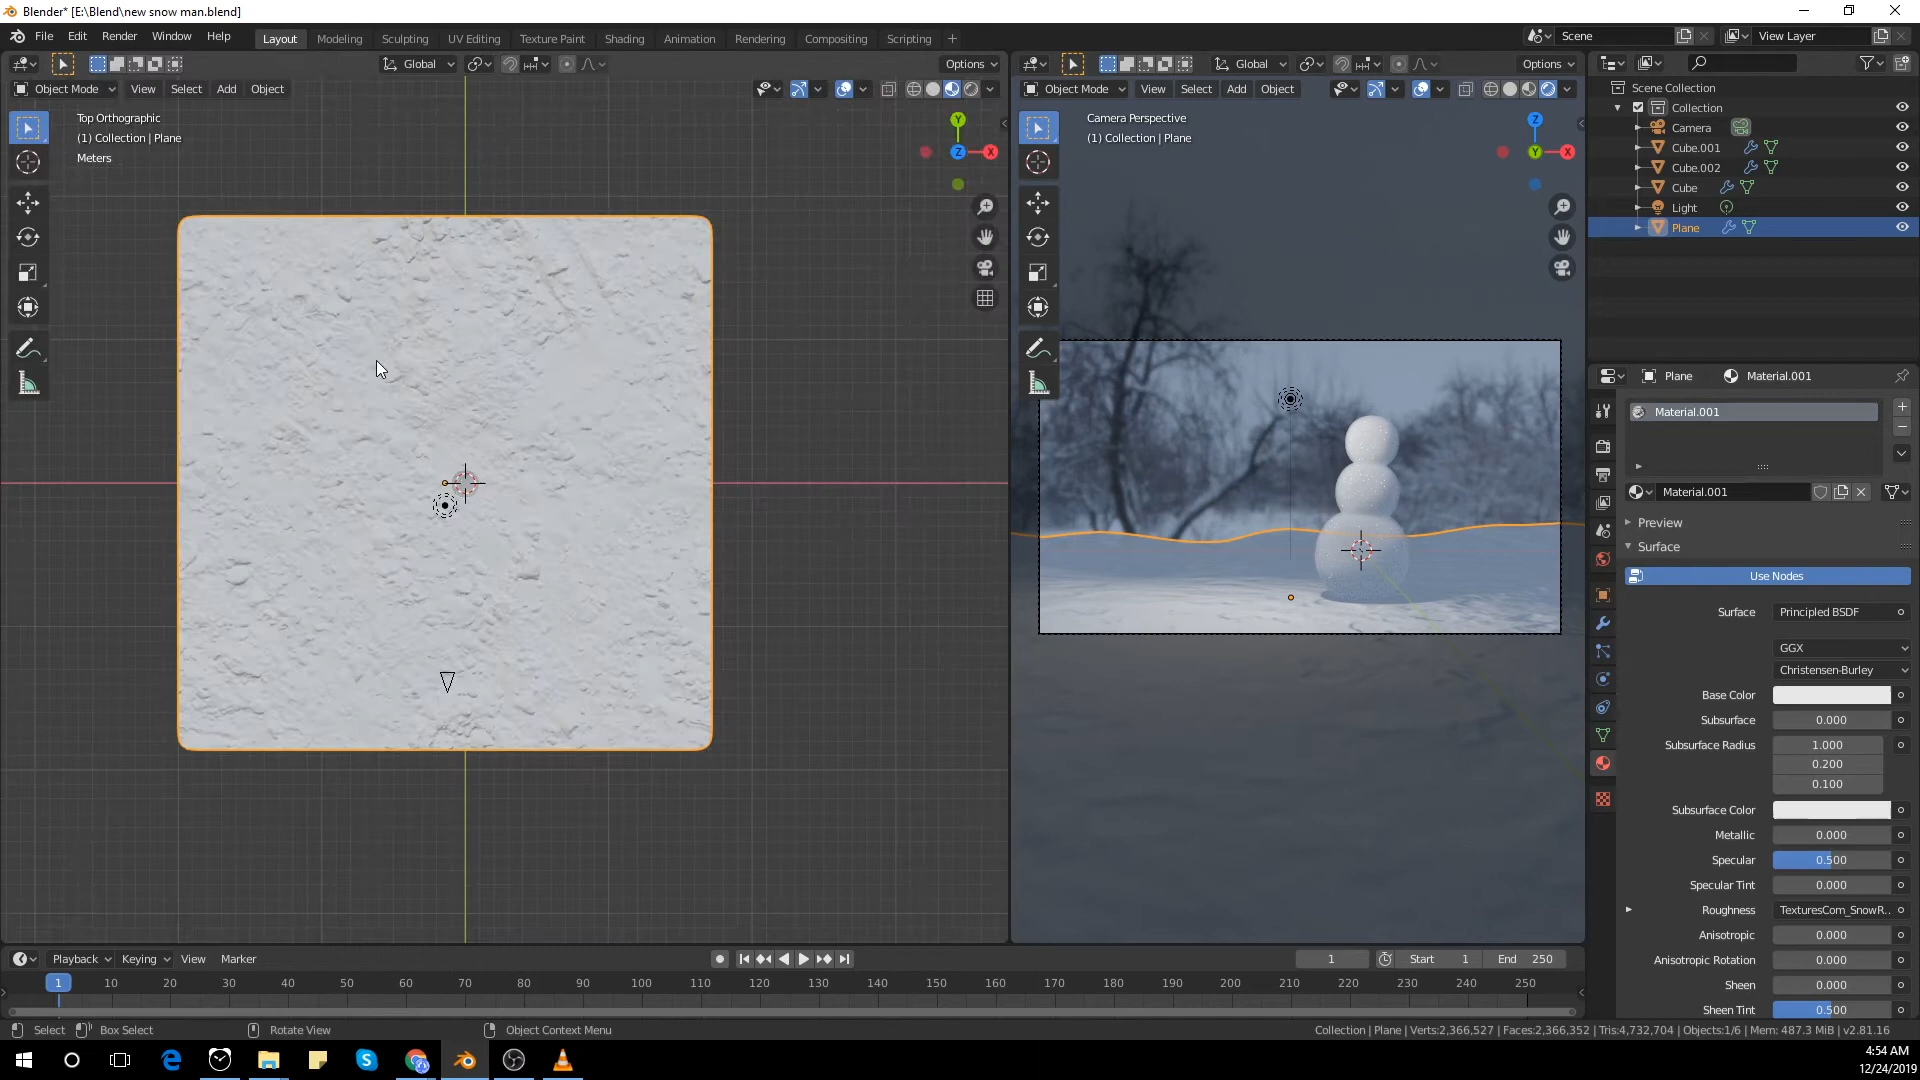 Blender* [E:\Blend\new snow man.blend]
File Edit Render Window Help Layout Modeling Sculpting UV Editing Texture Paint Shading Animation Rendering Compositing Scripting + Scene View Layer
Global Options Global Options
Object Mode View Select Add Object Object Mode View Select Add Object
Top Orthographic
(1) Collection | Plane
Meters
Y
Z
X
Camera Perspective
(1) Collection | Plane
Z
Y
X
Scene Collection
Collection
Camera
Cube.001
Cube.002
Cube
Light
Plane
Plane Material.001
Material.001
Material.001
Preview
Surface
Use Nodes
Surface Principled BSDF
GGX
Christensen-Burley
Base Color
Subsurface 0.000
Subsurface Radius 1.000
0.200
0.100
Subsurface Color
Metallic 0.000
Specular 0.500
Specular Tint 0.000
Roughness TexturesCom_SnowR..
Anisotropic 0.000
Anisotropic Rotation 0.000
Sheen 0.000
Sheen Tint 0.500
Playback Keying View Marker 1 Start 1 End 250
1 10 20 30 40 50 60 70 80 90 100 110 120 130 140 150 160 170 180 190 200 210 220 230 240 250
Select Box Select Rotate View Object Context Menu Collection | Plane | Verts:2,366,527 | Faces:2,366,352 | Tris:4,732,704 | Objects:1/6 | Mem: 487.3 MiB | v2.81.16
4:54 AM
12/24/2019